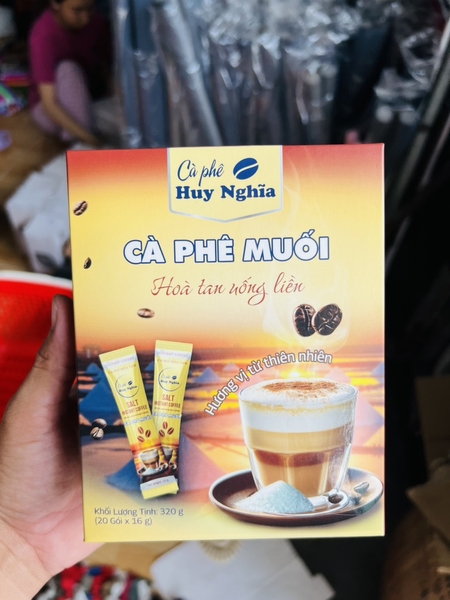 Cà phê
Huy Nghĩa
CÀ PHÊ MUỐI
Hoà tan uống liền
Hương vị từ thiên nhiên
SALT
SALT
Khối Lượng Tịnh: 320 g
(20 Gói x 16 g)